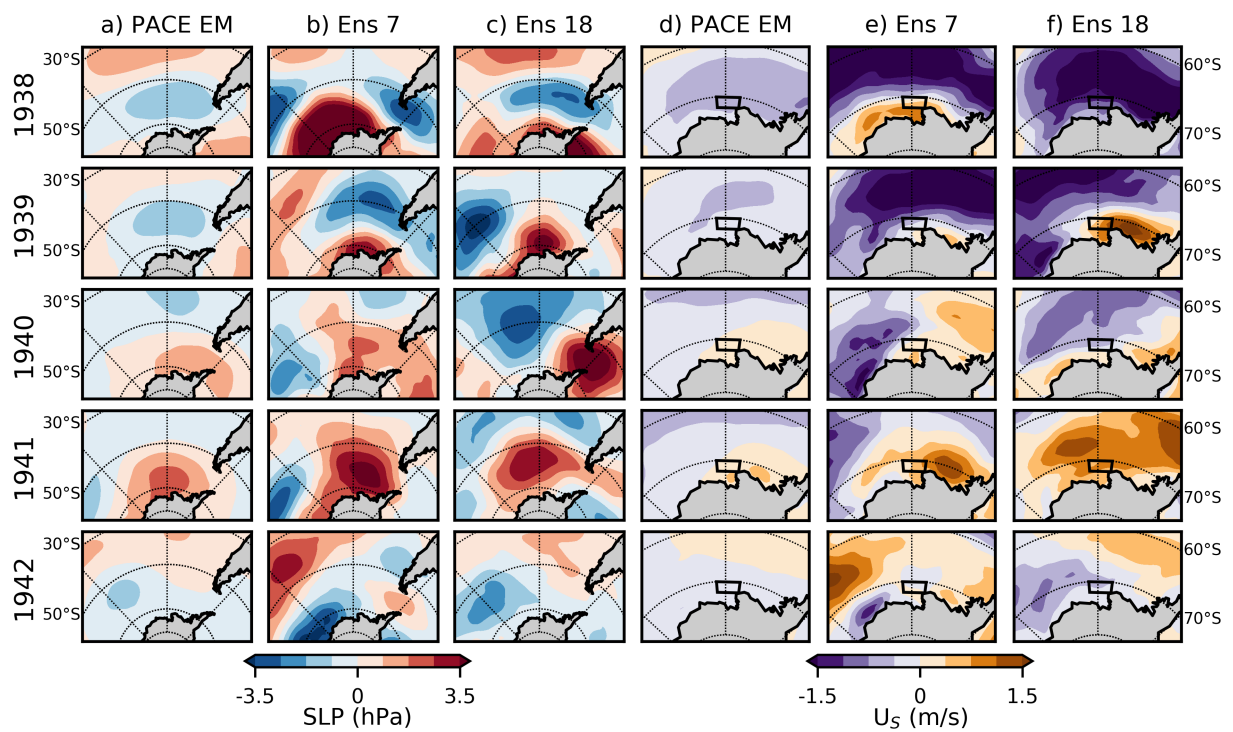 a) PACE EM b) Ens 7 c) Ens 18 d) PACE EM e) Ens 7 f) Ens 18
1938 30°S 50°S 60°S 70°S
1939 30°S 50°S 60°S 70°S
1940 30°S 50°S 60°S 70°S
1941 30°S 50°S 60°S 70°S
1942 30°S 50°S 60°S 70°S
-3.5 0 3.5 -1.5 0 1.5
SLP (hPa) U_S (m/s)